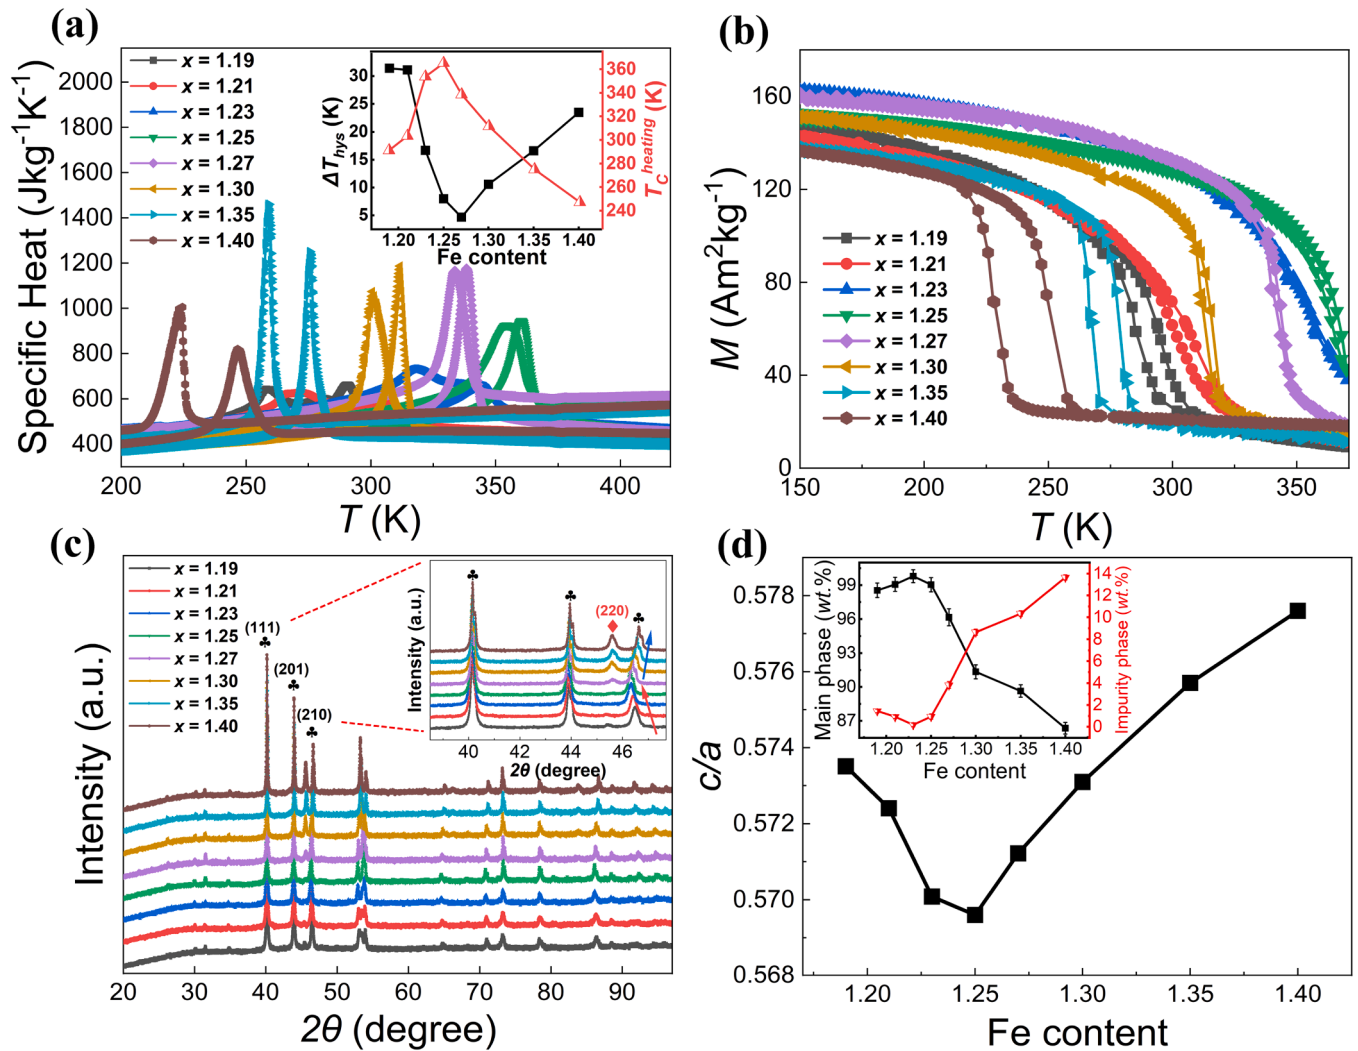 (a)
Specific Heat (Jkg⁻¹K⁻¹)
2000
1800
1600
1400
1200
1000
800
600
400
200
250
300
350
400
T (K)
x = 1.19
x = 1.21
x = 1.23
x = 1.25
x = 1.27
x = 1.30
x = 1.35
x = 1.40
ΔT_hys (K)
35
30
25
20
15
10
5
1.20
1.25
1.30
1.35
1.40
Fe content
360
340
320
300
280
260
240
T_C^heating (K)
(b)
M (Am²kg⁻¹)
160
120
80
40
0
150
200
250
300
350
T (K)
x = 1.19
x = 1.21
x = 1.23
x = 1.25
x = 1.27
x = 1.30
x = 1.35
x = 1.40
(c)
Intensity (a.u.)
x = 1.19
x = 1.21
x = 1.23
x = 1.25
x = 1.27
x = 1.30
x = 1.35
x = 1.40
(111)
♣
(201)
♣
(210)
♣
20
30
40
50
60
70
80
90
2θ (degree)
Intensity (a.u.)
♣
♣
(220)
♦
♣
40
42
44
46
2θ (degree)
(d)
c/a
0.578
0.576
0.574
0.572
0.570
0.568
1.20
1.25
1.30
1.35
1.40
Fe content
Main phase (wt.%)
99
96
93
90
87
1.20
1.25
1.30
1.35
1.40
Fe content
14
12
10
8
6
4
2
0
Impurity phase (wt.%)